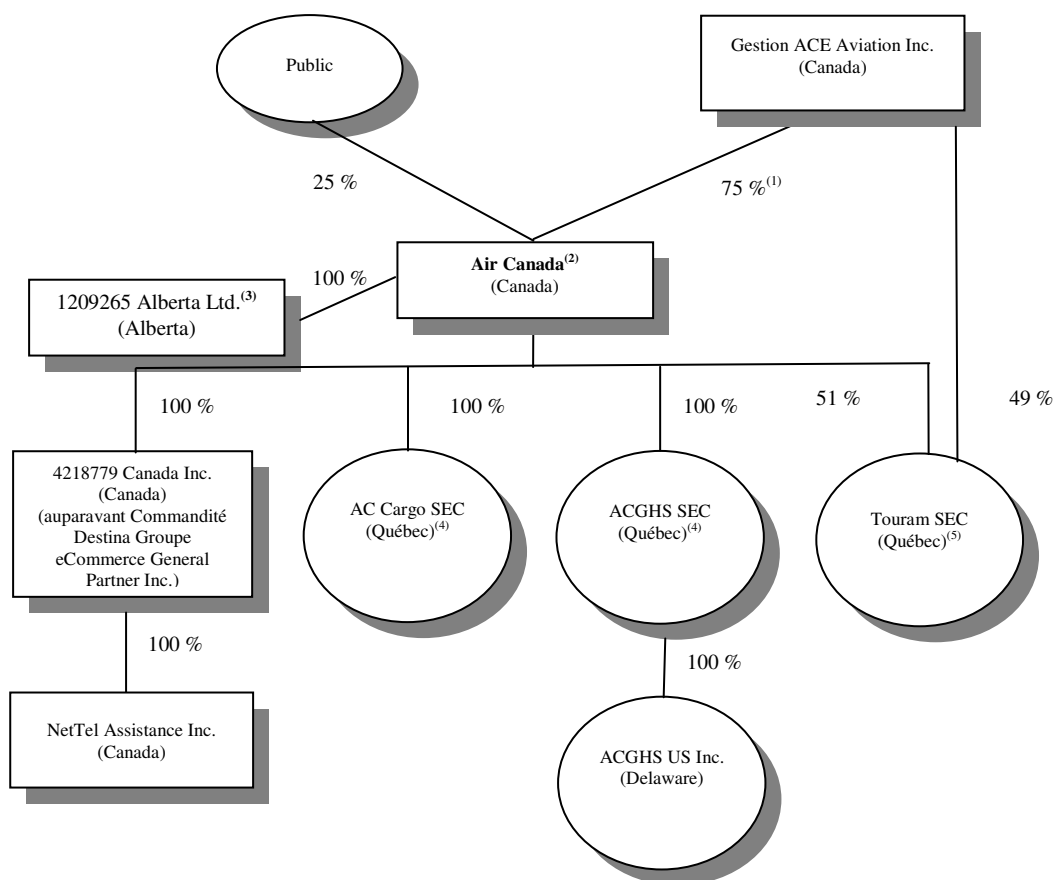 Public
Gestion ACE Aviation Inc.
(Canada)
25 %
75 %(1)
Air Canada(2)
(Canada)
100 %
1209265 Alberta Ltd.(3)
(Alberta)
100 %
100 %
100 %
51 %
49 %
4218779 Canada Inc.
(Canada)
(auparavant Commandité
Destina Groupe
eCommerce General
Partner Inc.)
AC Cargo SEC
(Québec)(4)
ACGHS SEC
(Québec)(4)
Touram SEC
(Québec)(5)
100 %
100 %
NetTel Assistance Inc.
(Canada)
ACGHS US Inc.
(Delaware)